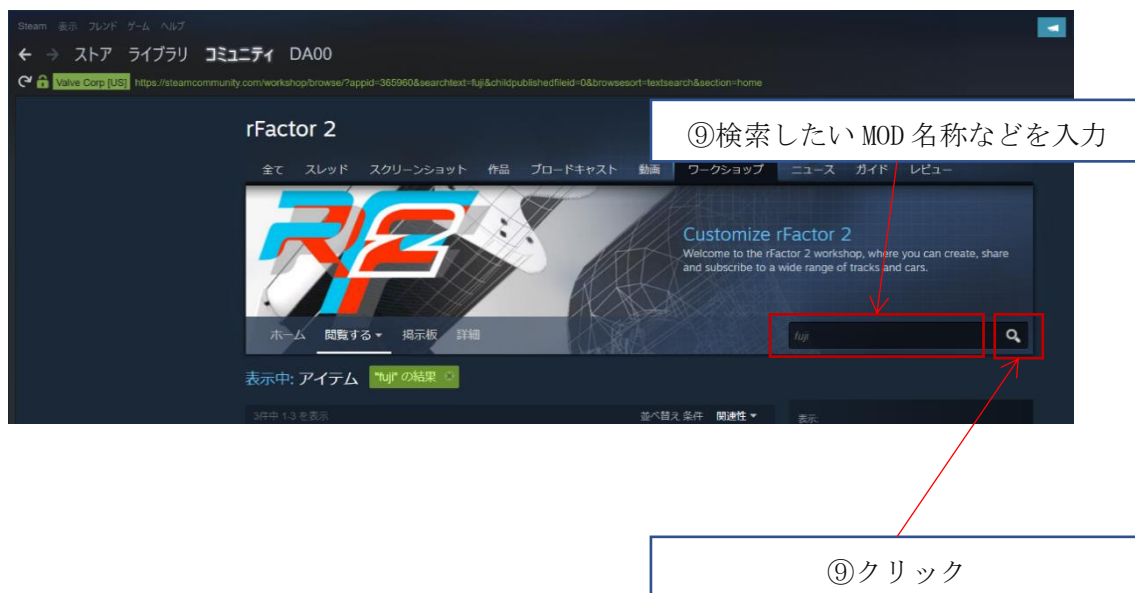 Steam 表示 フレンド ゲーム ヘルプ
← → ストア ライブラリ コミュニティ DA00
Valve Corp [US] https://steamcommunity.com/workshop/browse/?appid=365960&searchtext=fuji&childpublishedfileid=0&browsesort=textsearch&section=home
rFactor 2
⑨検索したい MOD 名称などを入力
全て スレッド スクリーンショット 作品 ブロードキャスト 動画 ワークショップ ニュース ガイド レビュー
RF2
Customize rFactor 2
Welcome to the rFactor 2 workshop, where you can create, share
and subscribe to a wide range of tracks and cars.
ホーム 閲覧する 掲示板 詳細
fuji
表示中: アイテム "fuji" の結果
3件中 1-3 を表示 並べ替え 条件 関連性 表示:
⑨クリック